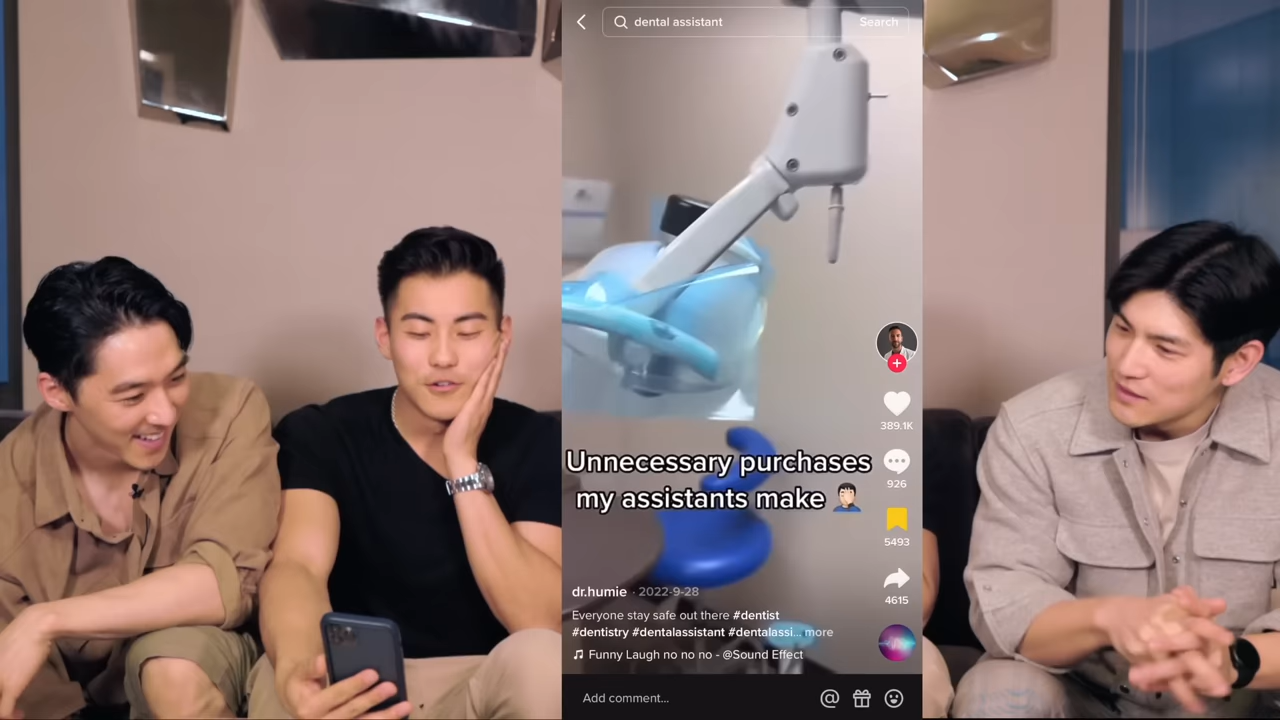 dental assistant
Search
389.1K
Unnecessary purchases
my assistants make 🤦🏻‍♂️
926
5493
dr.humie · 2022-9-28
4615
Everyone stay safe out there #dentist
#dentistry #dentalassistant #dentalassi... more
Funny Laugh no no no - @Sound Effect
Add comment...